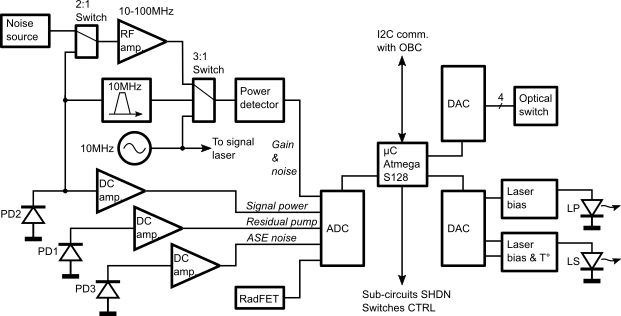 2:1
Switch
10-100MHz
Noise
source
RF
amp.
3:1
Switch
I2C comm.
with OBC
10MHz
Power
detector
DAC
4
Optical
switch
10MHz
To signal
laser
Gain
&
noise
µC
Atmega
S128
DC
amp.
Signal power
PD2
DC
amp.
Residual pump
PD1
DC
amp.
ASE noise
PD3
ADC
RadFET
DAC
Laser
bias
LP
Laser
bias & T°
LS
Sub-circuits SHDN
Switches CTRL